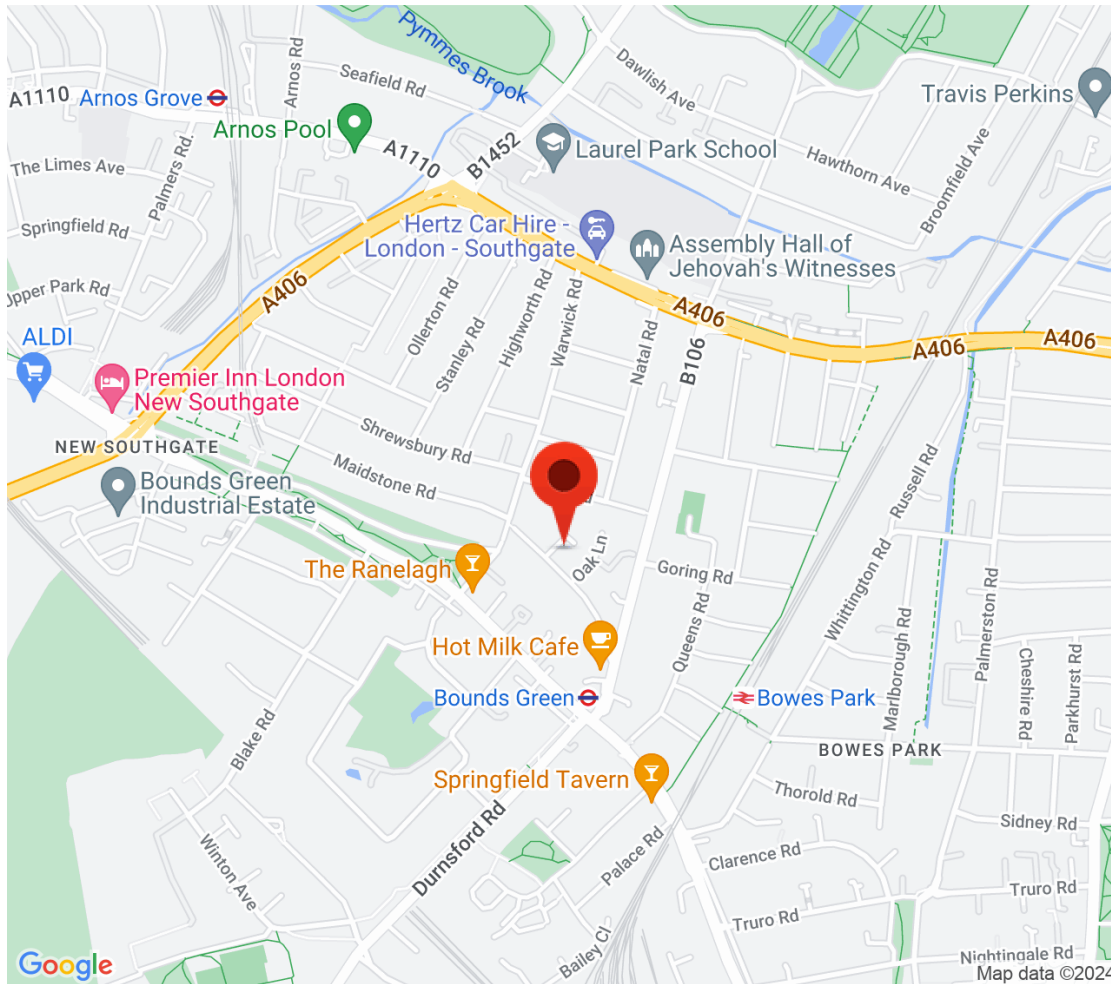 Pymmes Brook
Seafield Rd
Dawlish Ave
Arnos Rd
A1110
Arnos Grove
Travis Perkins
Arnos Pool
A1110
B1452
Laurel Park School
Hawthorn Ave
Broomfield Ave
The Limes Ave
Palmers Rd
Springfield Rd
Hertz Car Hire -
London - Southgate
Assembly Hall of
Jehovah's Witnesses
Upper Park Rd
A406
Ollerton Rd
Stanley Rd
Highworth Rd
Warwick Rd
Natal Rd
A406
B106
A406
A406
ALDI
Premier Inn London
New Southgate
NEW SOUTHGATE
Shrewsbury Rd
Maidstone Rd
Bounds Green
Industrial Estate
Russell Rd
Whittington Rd
The Ranelagh
Oak Ln
Goring Rd
Queens Rd
Hot Milk Cafe
Marlborough Rd
Palmerston Rd
Cheshire Rd
Parkhurst Rd
Bounds Green
Bowes Park
Blake Rd
BOWES PARK
Springfield Tavern
Thorold Rd
Sidney Rd
Durnsford Rd
Winton Ave
Palace Rd
Clarence Rd
Truro Rd
Truro Rd
Bailey Cl
Nightingale Rd
Google
Map data ©2024